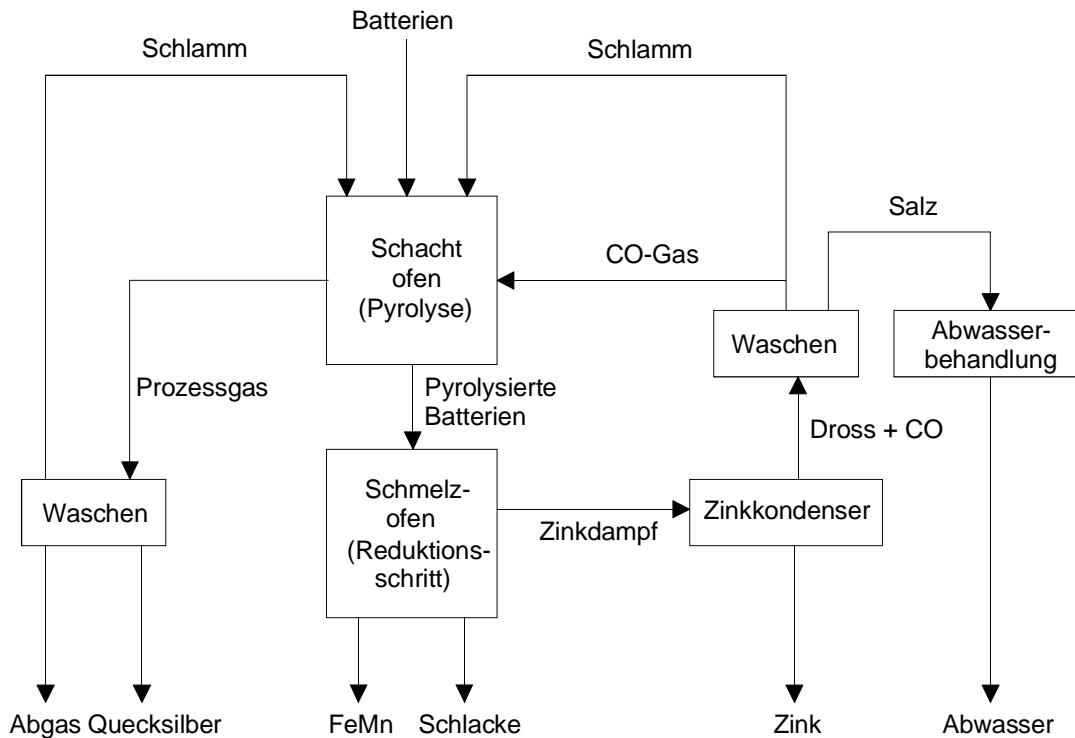 Batterien
Schlamm
Schlamm
Salz
Schacht
ofen
(Pyrolyse)
CO-Gas
Waschen
Abwasser-
behandlung
Prozessgas
Pyrolysierte
Batterien
Dross + CO
Waschen
Schmelz-
ofen
(Reduktions-
schritt)
Zinkdampf
Zinkkondenser
Abgas
Quecksilber
FeMn
Schlacke
Zink
Abwasser